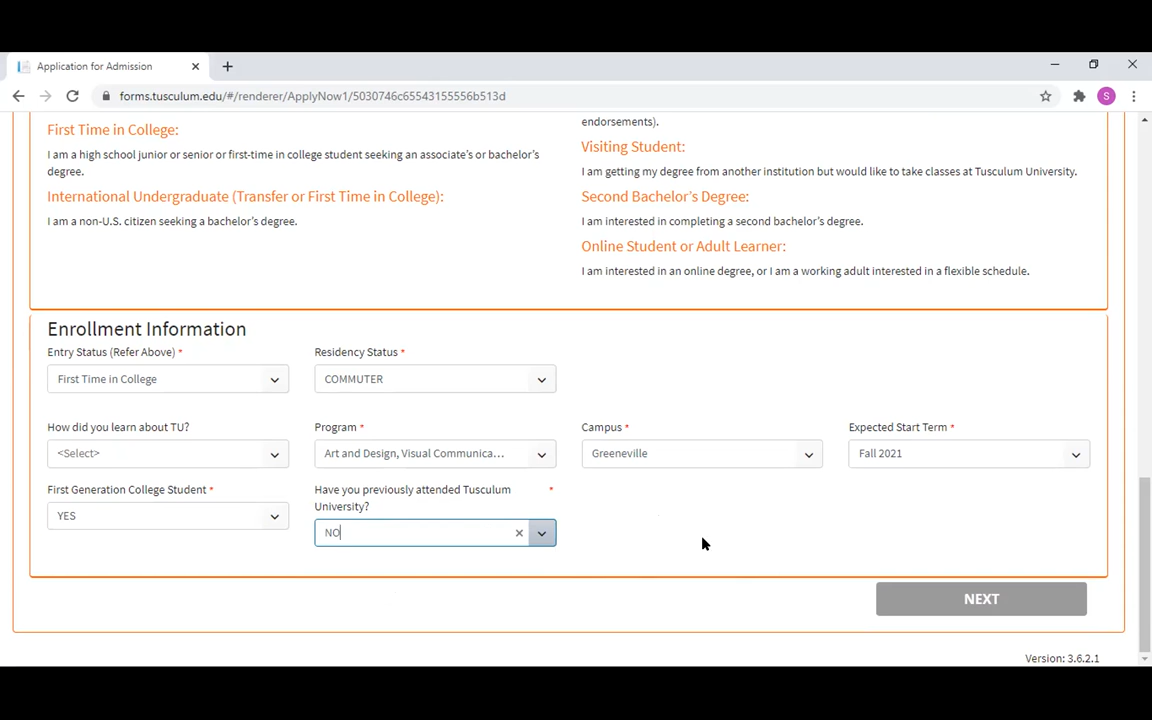 Application for Admission
forms.tusculum.edu/#/renderer/ApplyNow1/5030746c65543155556b513d
S
First Time in College:
I am a high school junior or senior or first-time in college student seeking an associate's or bachelor's
degree.
International Undergraduate (Transfer or First Time in College):
I am a non-U.S. citizen seeking a bachelor's degree.
endorsements).
Visiting Student:
I am getting my degree from another institution but would like to take classes at Tusculum University.
Second Bachelor's Degree:
I am interested in completing a second bachelor's degree.
Online Student or Adult Learner:
I am interested in an online degree, or I am a working adult interested in a flexible schedule.
Enrollment Information
Entry Status (Refer Above) *
Residency Status *
First Time in College
COMMUTER
How did you learn about TU?
Program *
Campus *
Expected Start Term *
<Select>
Art and Design, Visual Communica...
Greeneville
Fall 2021
First Generation College Student *
Have you previously attended Tusculum *
University?
YES
NO
NEXT
Version: 3.6.2.1